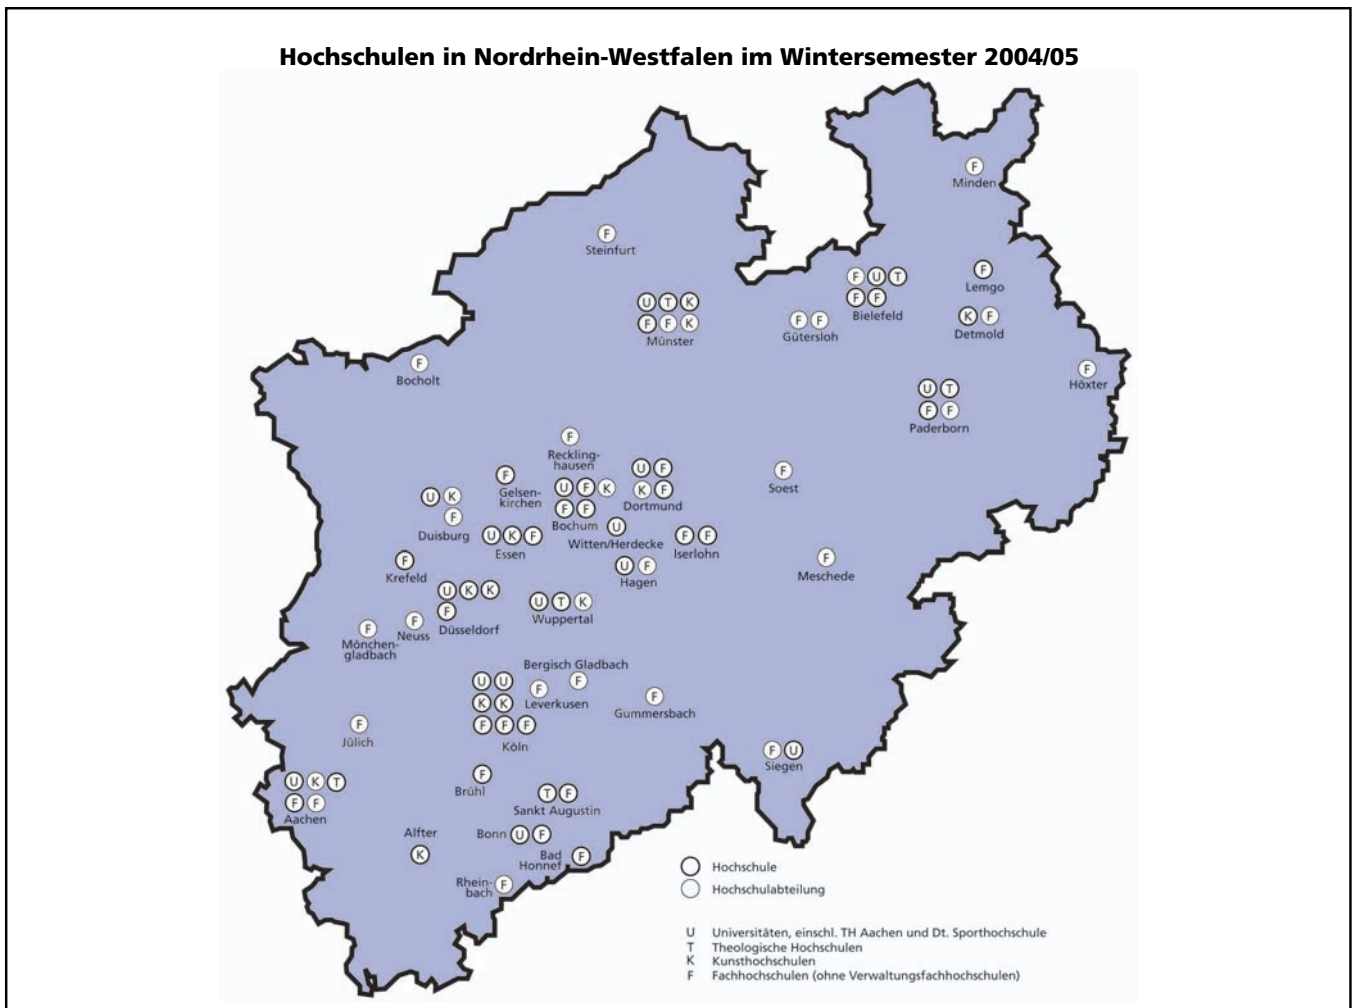 Hochschulen in Nordrhein-Westfalen im Wintersemester 2004/05
F
Minden
F
Steinfurt
F U T
F F
Bielefeld
F
Lemgo
U T K
F F K
Münster
F F
Gütersloh
K F
Detmold
F
Bocholt
F
Höxter
U T
F F
Paderborn
F
Reckling-
hausen
F
Gelsen-
kirchen
U F K
F F
Bochum
U F
K F
Dortmund
F
Soest
U K
F
Duisburg
U K F
Essen
U
Witten/Herdecke
F F
Iserlohn
F
Meschede
F
Krefeld
U F
Hagen
U K K
F
Düsseldorf
U T K
Wuppertal
F
Neuss
F
Mönchen-
gladbach
Bergisch Gladbach
F
F
Leverkusen
F
Gummersbach
U U
K K
F F F
Köln
F
Jülich
F U
Siegen
U K T
F F
Aachen
F
Brühl
T F
Sankt Augustin
Alfter
K
Bonn U F
Bad
Honnef F
Rhein-
bach F
Hochschule
Hochschulabteilung
U Universitäten, einschl. TH Aachen und Dt. Sporthochschule
T Theologische Hochschulen
K Kunsthochschulen
F Fachhochschulen (ohne Verwaltungsfachhochschulen)